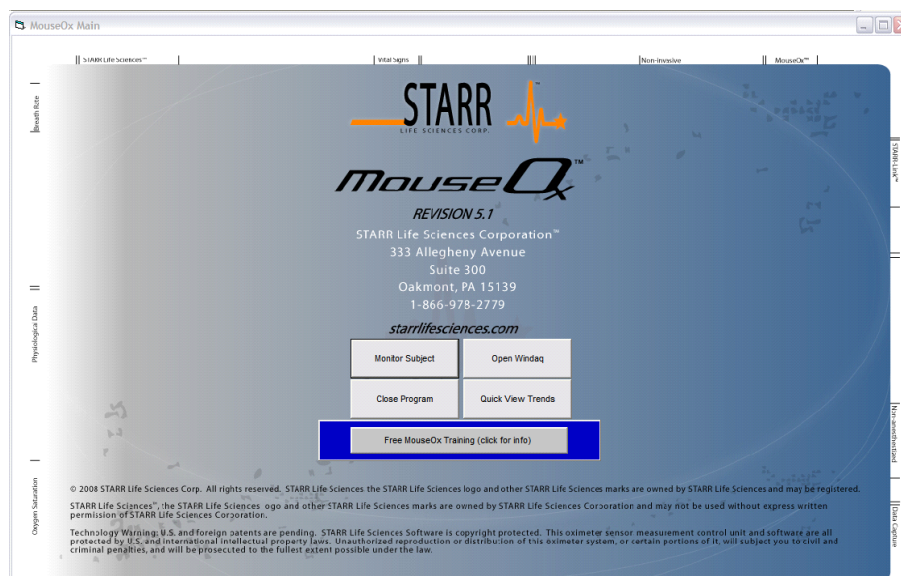 MouseOx Main
STARR Life Sciences™
Vital Signs
Non-invasive
MouseOx™
Breath Rate
STARR-Link™
STARR™
LIFE SCIENCES CORP.
MouseOx™
REVISION 5.1
STARR Life Sciences Corporation™
333 Allegheny Avenue
Suite 300
Oakmont, PA 15139
1-866-978-2779
starrlifesciences.com
Physiological Data
Monitor Subject
Open Windaq
Close Program
Quick View Trends
Free MouseOx Training (click for info)
Non-anesthetized
Oxygen Saturation
Data Capture
© 2008 STARR Life Sciences Corp. All rights reserved. STARR Life Sciences the STARR Life Sciences logo and other STARR Life Sciences marks are owned by STARR Life Sciences and may be registered.
STARR Life Sciences™, the STARR Life Sciences ogo and other STARR Life Sciences marks are owned by STARR Life Sciences Corporation and may not be used without express written
permission of STARR Life Sciences Corporation.
Technology Warning: U.S. and foreign patents are pending. STARR Life Sciences Software is copyright protected. This oximeter sensor measurement control unit and software are all
protected by U.S. and international intellectual property laws. Unauthorized reproduction or distribution of this oximeter system, or certain portions of it, will subject you to civil and
criminal penalties, and will be prosecuted to the fullest extent possible under the law.